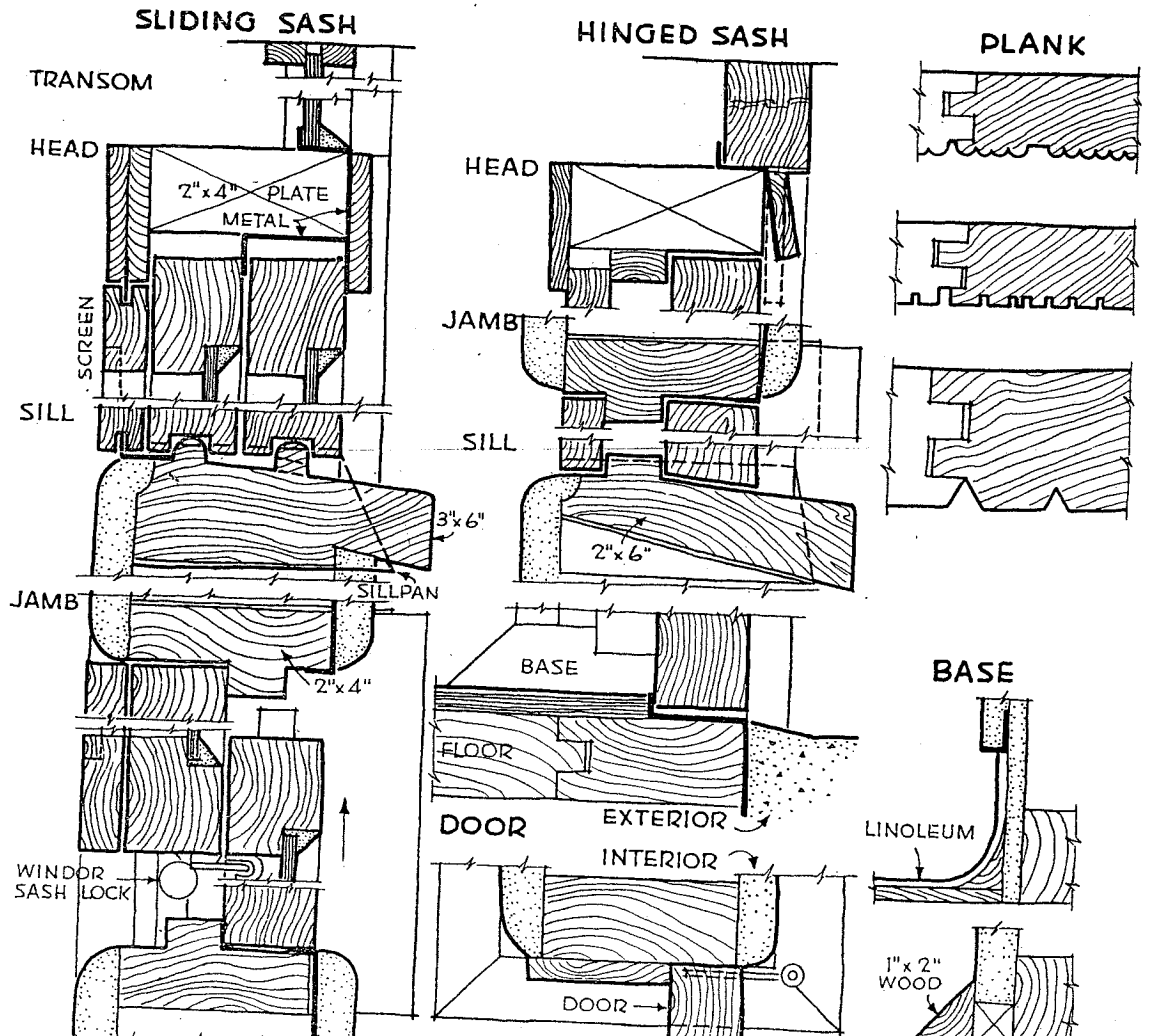 SLIDING SASH
TRANSOM
HEAD
2"x4" PLATE
METAL
SCREEN
SILL
3"x6"
SILLPAN
JAMB
2"x4"
WINDOR
SASH LOCK
HINGED SASH
HEAD
JAMB
SILL
2"x6"
BASE
FLOOR
DOOR
EXTERIOR
INTERIOR
DOOR
PLANK
BASE
LINOLEUM
1"x2"
WOOD